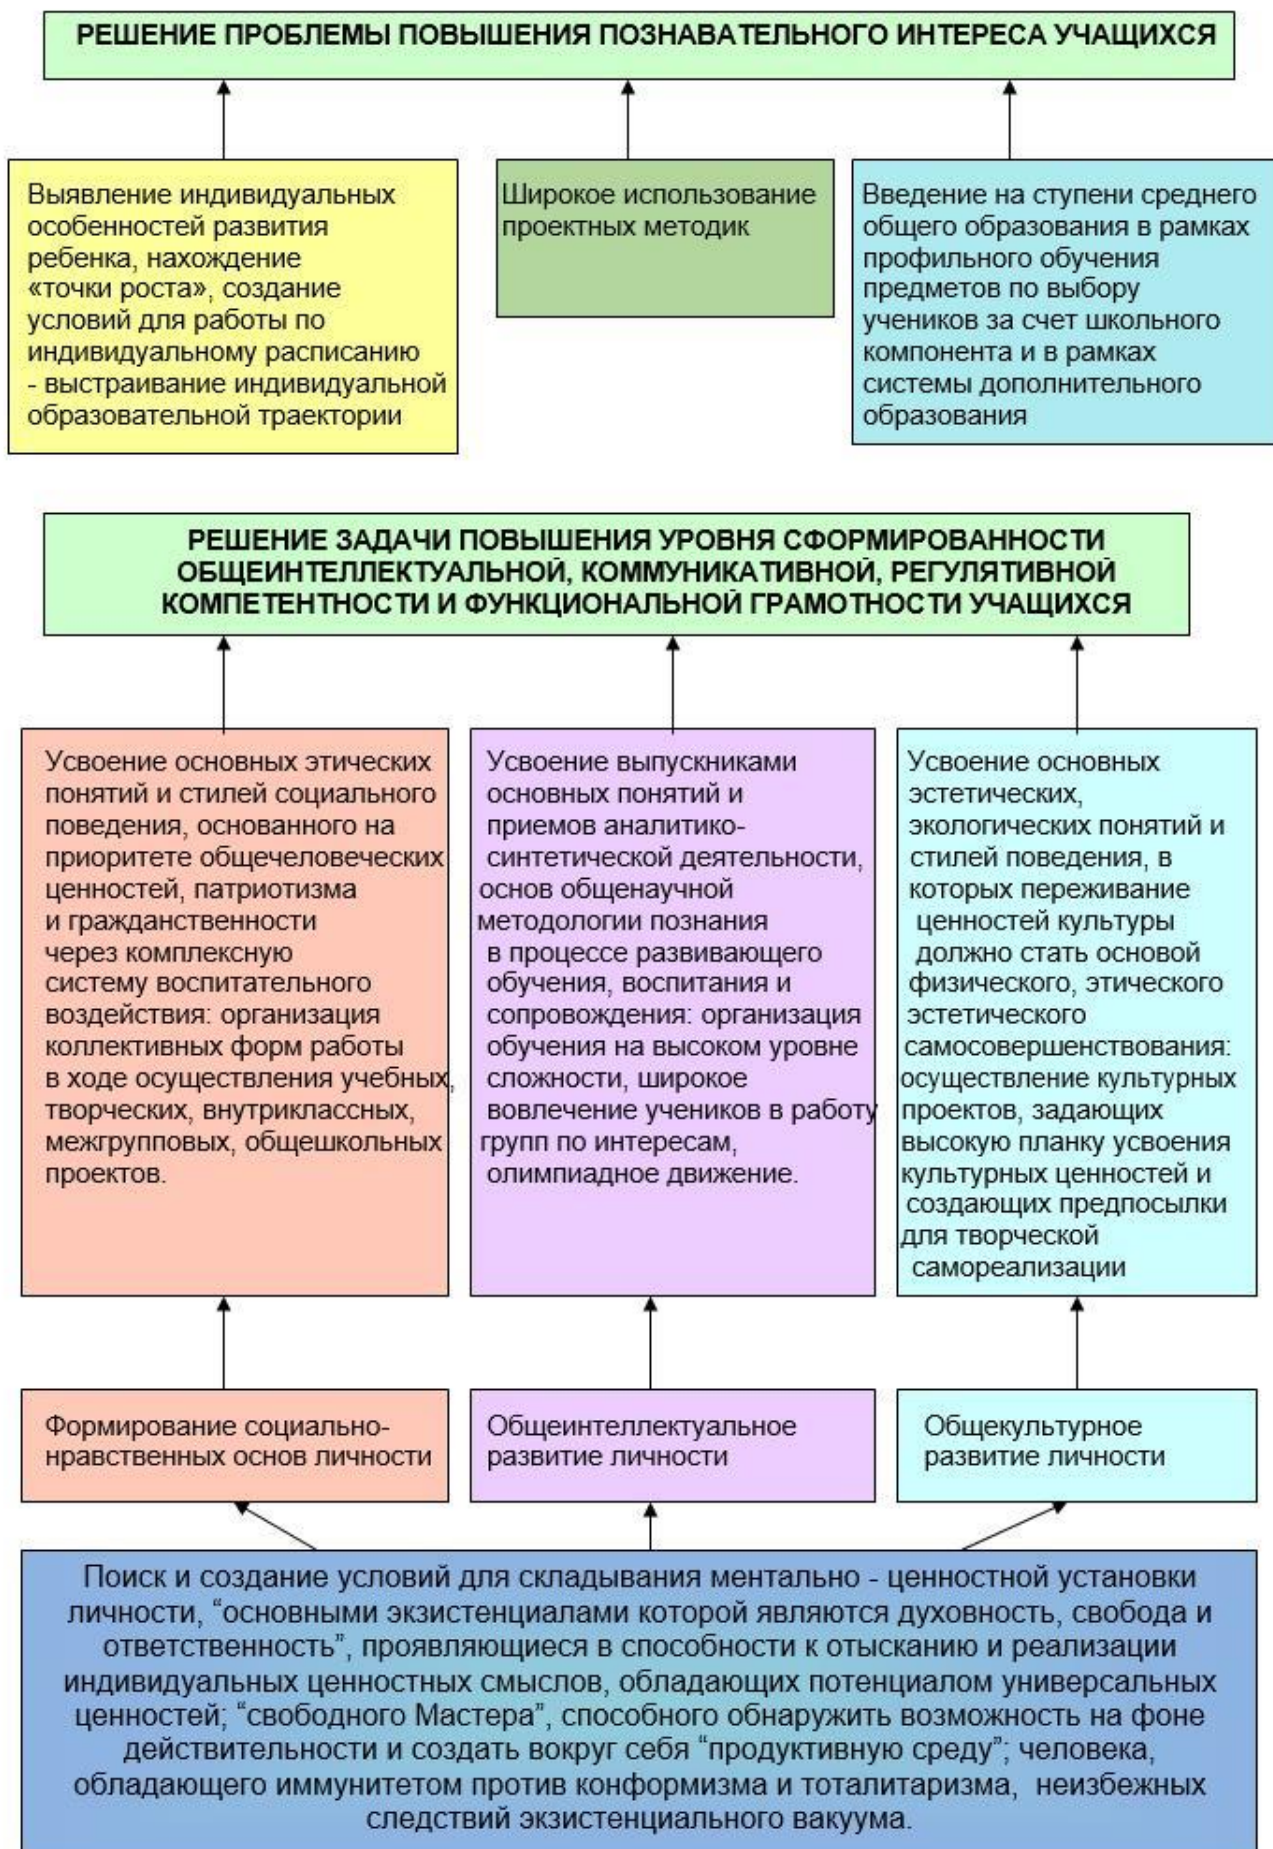 РЕШЕНИЕ ПРОБЛЕМЫ ПОВЫШЕНИЯ ПОЗНАВАТЕЛЬНОГО ИНТЕРЕСА УЧАЩИХСЯ
Выявление индивидуальных
особенностей развития
ребенка, нахождение
«точки роста», создание
условий для работы по
индивидуальному расписанию
- выстраивание индивидуальной
образовательной траектории
Широкое использование
проектных методик
Введение на ступени среднего
общего образования в рамках
профильного обучения
предметов по выбору
учеников за счет школьного
компонента и в рамках
системы дополнительного
образования
РЕШЕНИЕ ЗАДАЧИ ПОВЫШЕНИЯ УРОВНЯ СФОРМИРОВАННОСТИ
ОБЩЕИНТЕЛЛЕКТУАЛЬНОЙ, КОММУНИКАТИВНОЙ, РЕГУЛЯТИВНОЙ
КОМПЕТЕНТНОСТИ И ФУНКЦИОНАЛЬНОЙ ГРАМОТНОСТИ УЧАЩИХСЯ
Усвоение основных этических
понятий и стилей социального
поведения, основанного на
приоритете общечеловеческих
ценностей, патриотизма
и гражданственности
через комплексную
систему воспитательного
воздействия: организация
коллективных форм работы
в ходе осуществления учебных,
творческих, внутриклассных,
межгрупповых, общешкольных
проектов.
Усвоение выпускниками
основных понятий и
приемов аналитико-
синтетической деятельности,
основ общенаучной
методологии познания
в процессе развивающего
обучения, воспитания и
сопровождения: организация
обучения на высоком уровне
сложности, широкое
вовлечение учеников в работу
групп по интересам,
олимпиадное движение.
Усвоение основных
эстетических,
экологических понятий и
стилей поведения, в
которых переживание
ценностей культуры
должно стать основой
физического, этического
эстетического
самосовершенствования:
осуществление культурных
проектов, задающих
высокую планку усвоения
культурных ценностей и
создающих предпосылки
для творческой
самореализации
Формирование социально-
нравственных основ личности
Общеинтеллектуальное
развитие личности
Общекультурное
развитие личности
Поиск и создание условий для складывания ментально - ценностной установки
личности, “основными экзистенциалами которой являются духовность, свобода и
ответственность”, проявляющиеся в способности к отысканию и реализации
индивидуальных ценностных смыслов, обладающих потенциалом универсальных
ценностей; “свободного Мастера”, способного обнаружить возможность на фоне
действительности и создать вокруг себя “продуктивную среду”; человека,
обладающего иммунитетом против конформизма и тоталитаризма, неизбежных
следствий экзистенциального вакуума.